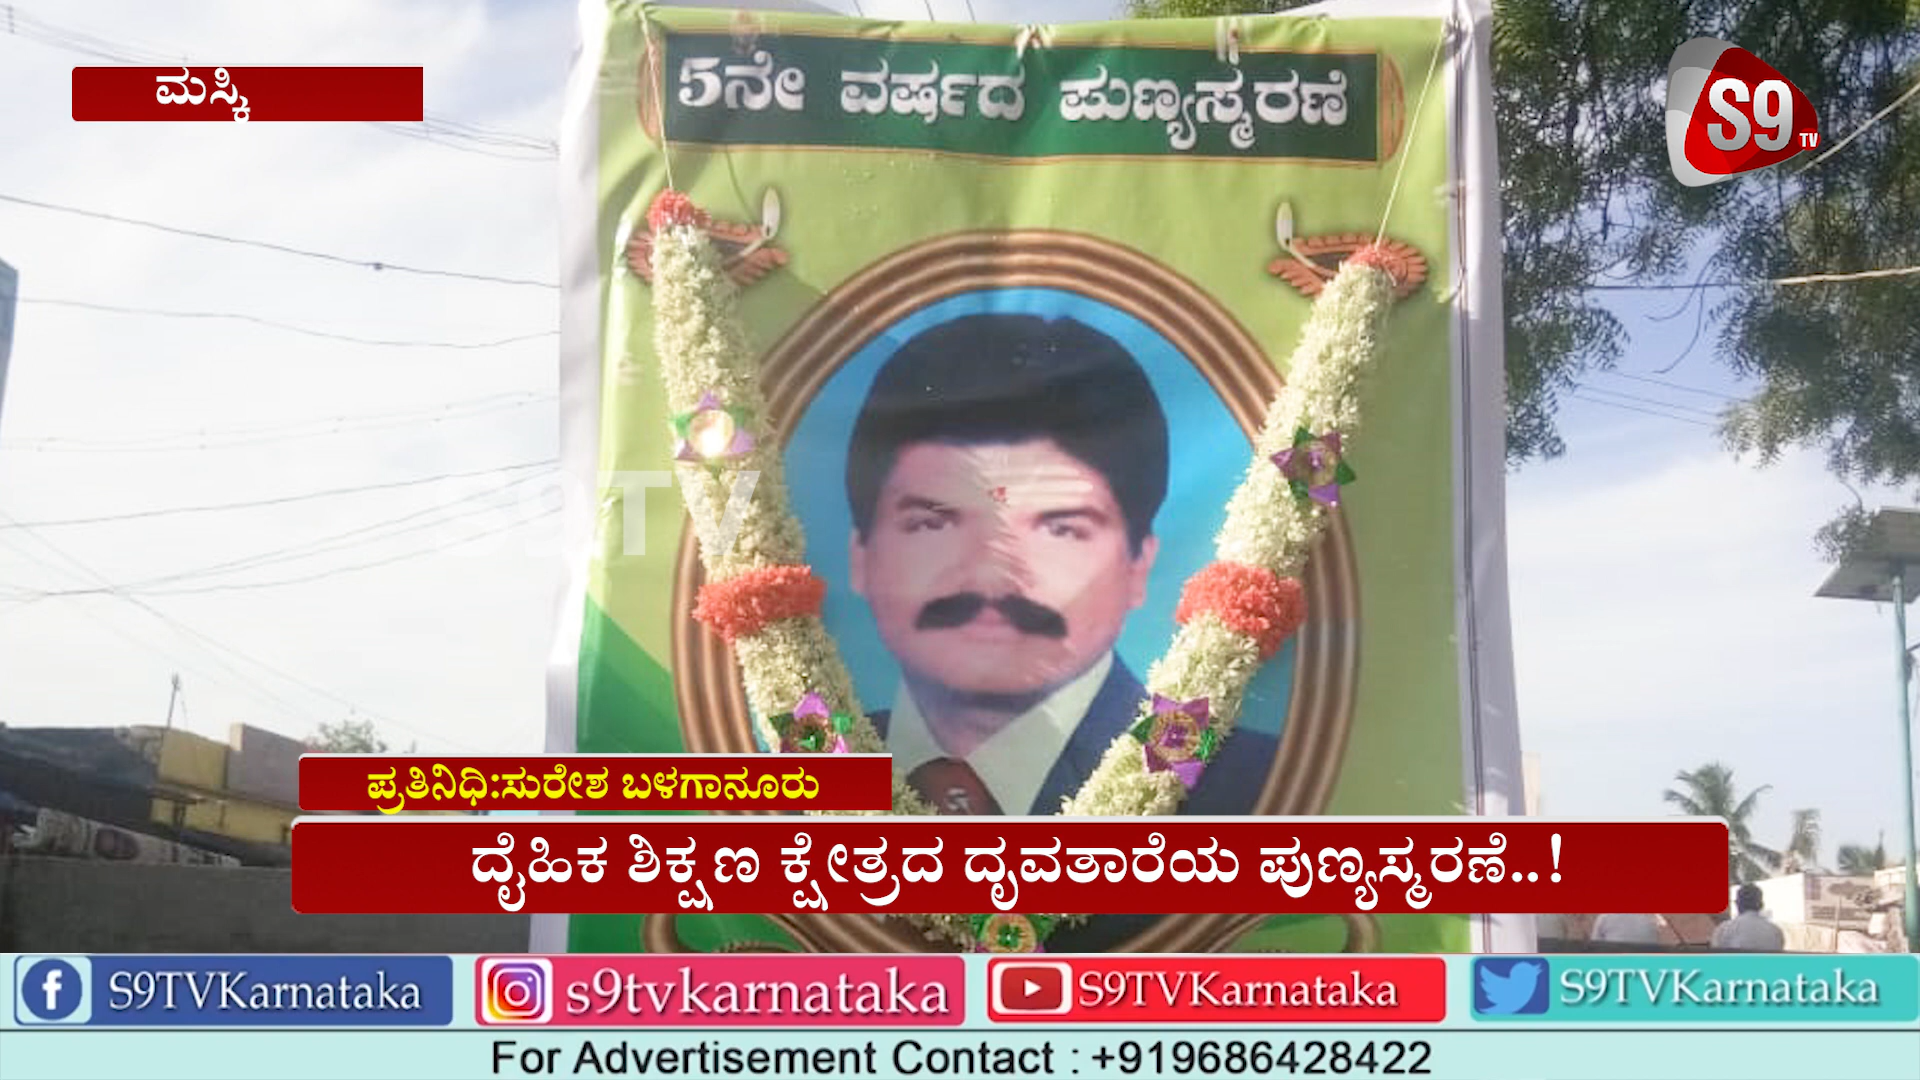 ಮಸ್ಕಿ
5ನೇ ವರ್ಷದ ಪುಣ್ಯಸ್ಮರಣೆ
S9 TV
S9TV
ಪ್ರತಿನಿಧಿ:ಸುರೇಶ ಬಳಗಾನೂರು
ದೈಹಿಕ ಶಿಕ್ಷಣ ಕ್ಷೇತ್ರದ ದೃವತಾರೆಯ ಪುಣ್ಯಸ್ಮರಣೆ..!
S9TVKarnataka
s9tvkarnataka
S9TVKarnataka
S9TVKarnataka
For Advertisement Contact : +919686428422